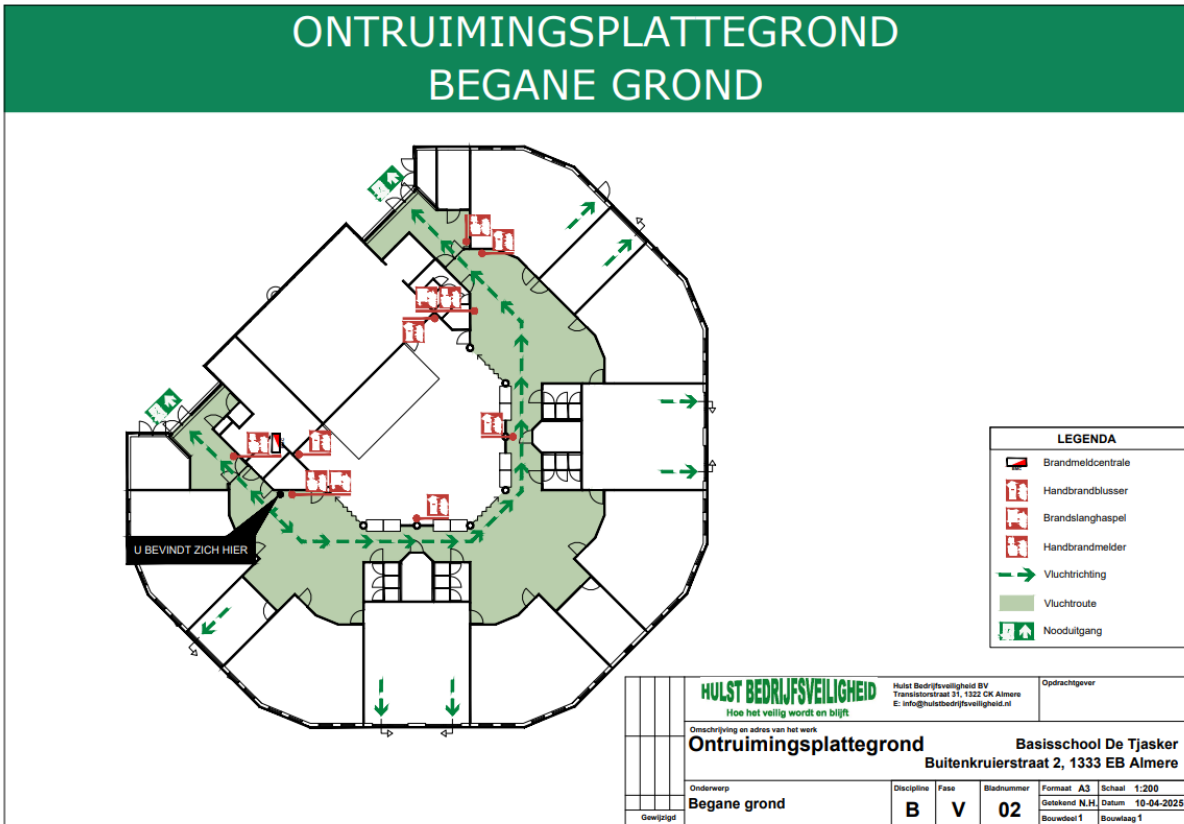 ONTRUIMINGSPLATTEGROND
BEGANE GROND
U BEVINDT ZICH HIER
LEGENDA
Brandmeldcentrale
Handbrandblusser
Brandslanghaspel
Handbrandmelder
Vluchtrichting
Vluchtroute
Nooduitgang
HULST BEDRIJFSVEILIGHEID
Hoe het veilig wordt en blijft
Hulst Bedrijfsveiligheid BV
Transistorstraat 31, 1322 CK Almere
E: info@hulstbedrijfsveiligheid.nl
Opdrachtgever
Omschrijving en adres van het werk
Ontruimingsplattegrond
Basisschool De Tjasker
Buitenkruierstraat 2, 1333 EB Almere
Onderwerp
Begane grond
Discipline
B
Fase
V
Bladnummer
02
Formaat A3
Schaal 1:200
Getekend N.H.
Datum 10-04-2025
Bouwdeel 1
Bouwlaag 1
Gewijzigd